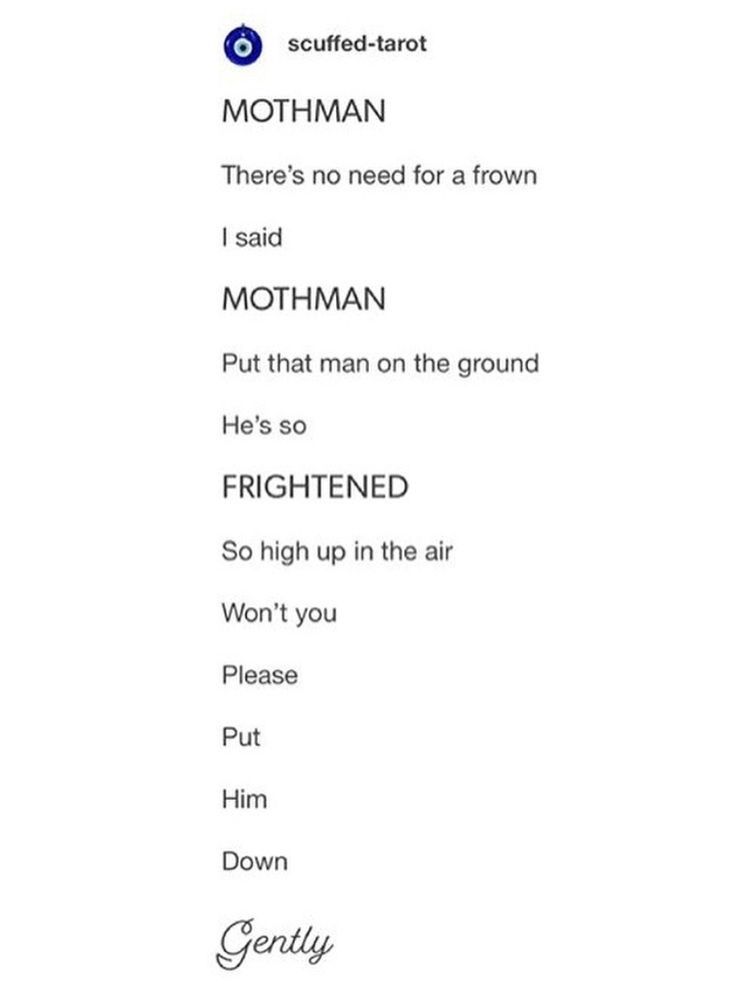 scuffed-tarot
MOTHMAN
There’s no need for a frown
I said
MOTHMAN
Put that man on the ground
He’s so
FRIGHTENED
So high up in the air
Won’t you
Please
Put
Him
Down
Gently